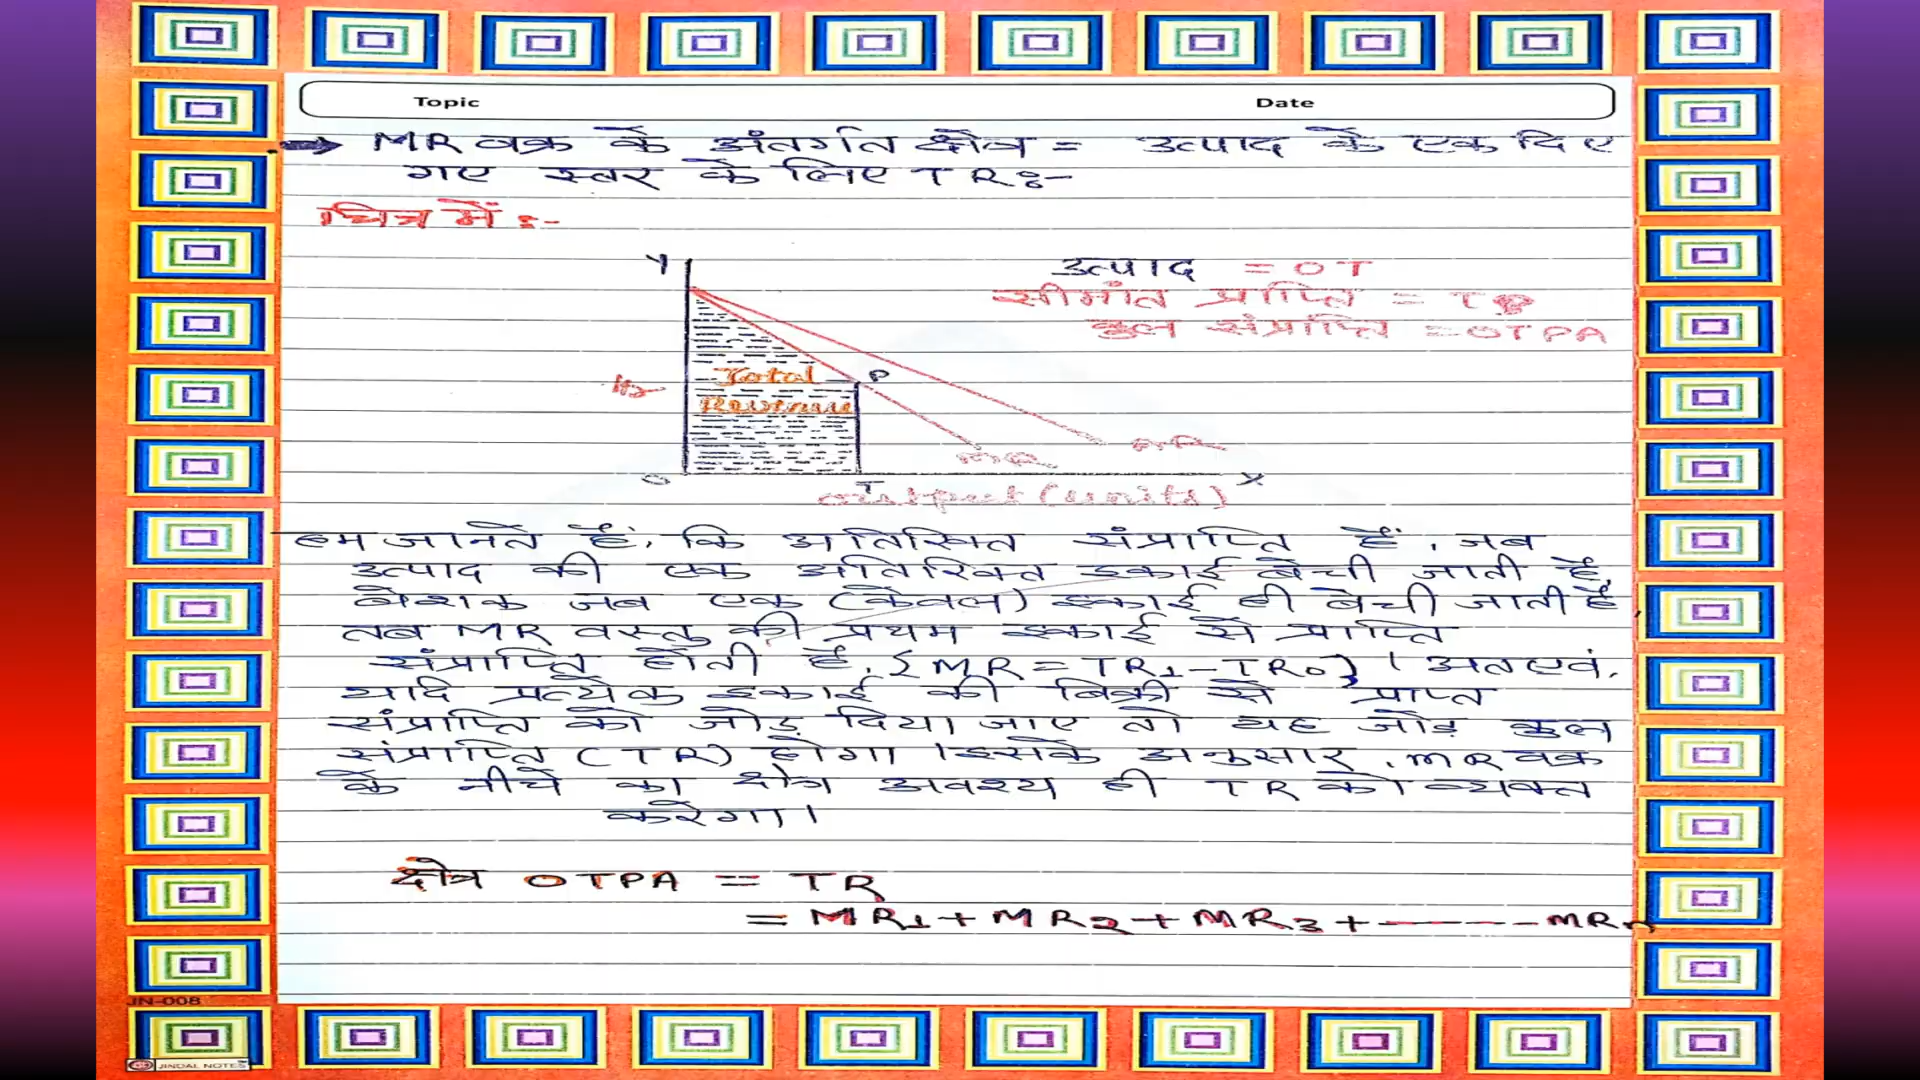 Topic Date
→ MR वक्र के अंतर्गत क्षेत्र = उत्पाद के एक दिए
गए स्तर के लिए TR:-
चित्र में :-
Y
उत्पाद = OT
सीमांत प्राप्ति = TP
कुल संप्राप्ति = OTPA
Total P
Revenue
O T X
output (units)
हम जानते हैं, कि अतिरिक्त संप्राप्ति है, जब
उत्पाद की एक अतिरिक्त इकाई बेची जाती है,
बेशक जब एक (केवल) इकाई ही बेची जाती है,
तब MR वस्तु की प्रथम इकाई से प्राप्ति
संप्राप्ति होती है, {MR = TR1 - TR0} । अतएवं,
यदि प्रत्येक इकाई की बिक्री से प्राप्त
संप्राप्ति को जोड़ दिया जाए तो यह जोड़ कुल
संप्राप्ति (TR) होगा ।इसके अनुसार, MR वक्र
के नीचे का क्षेत्र अवश्य ही TR को व्यक्त
करेगा।
क्षेत्र OTPA = TR
= MR1 + MR2 + MR3 + ------- MRn
JN-008
JINDAL NOTES